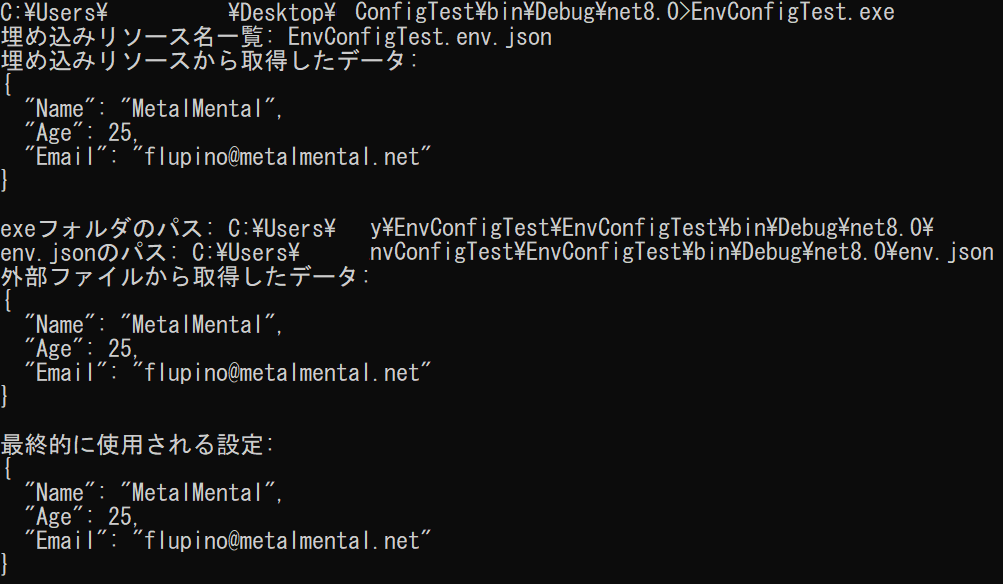 C:¥Users¥ ¥Desktop¥ ConfigTest¥bin¥Debug¥net8.0>EnvConfigTest.exe
埋め込みリソース名一覧: EnvConfigTest.env.json
埋め込みリソースから取得したデータ:
{
"Name": "MetalMental",
"Age": 25,
"Email": "flupino@metalmental.net"
}
exeフォルダのパス: C:¥Users¥ y¥EnvConfigTest¥EnvConfigTest¥bin¥Debug¥net8.0¥
env.jsonのパス: C:¥Users¥ nvConfigTest¥EnvConfigTest¥bin¥Debug¥net8.0¥env.json
外部ファイルから取得したデータ:
{
"Name": "MetalMental",
"Age": 25,
"Email": "flupino@metalmental.net"
}
最終的に使用される設定:
{
"Name": "MetalMental",
"Age": 25,
"Email": "flupino@metalmental.net"
}